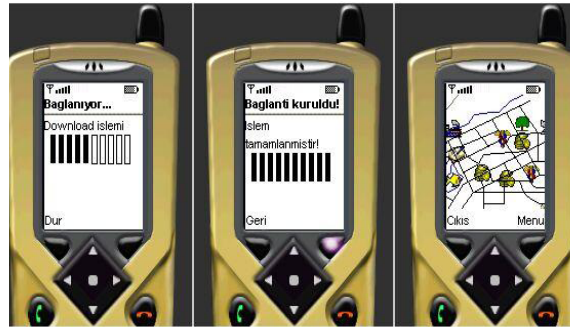 Baglanıyor...
Download islemi
Dur
Baglanti kuruldu!
Islem
tamamlanmistir!
Geri
Cıkıs
Menu